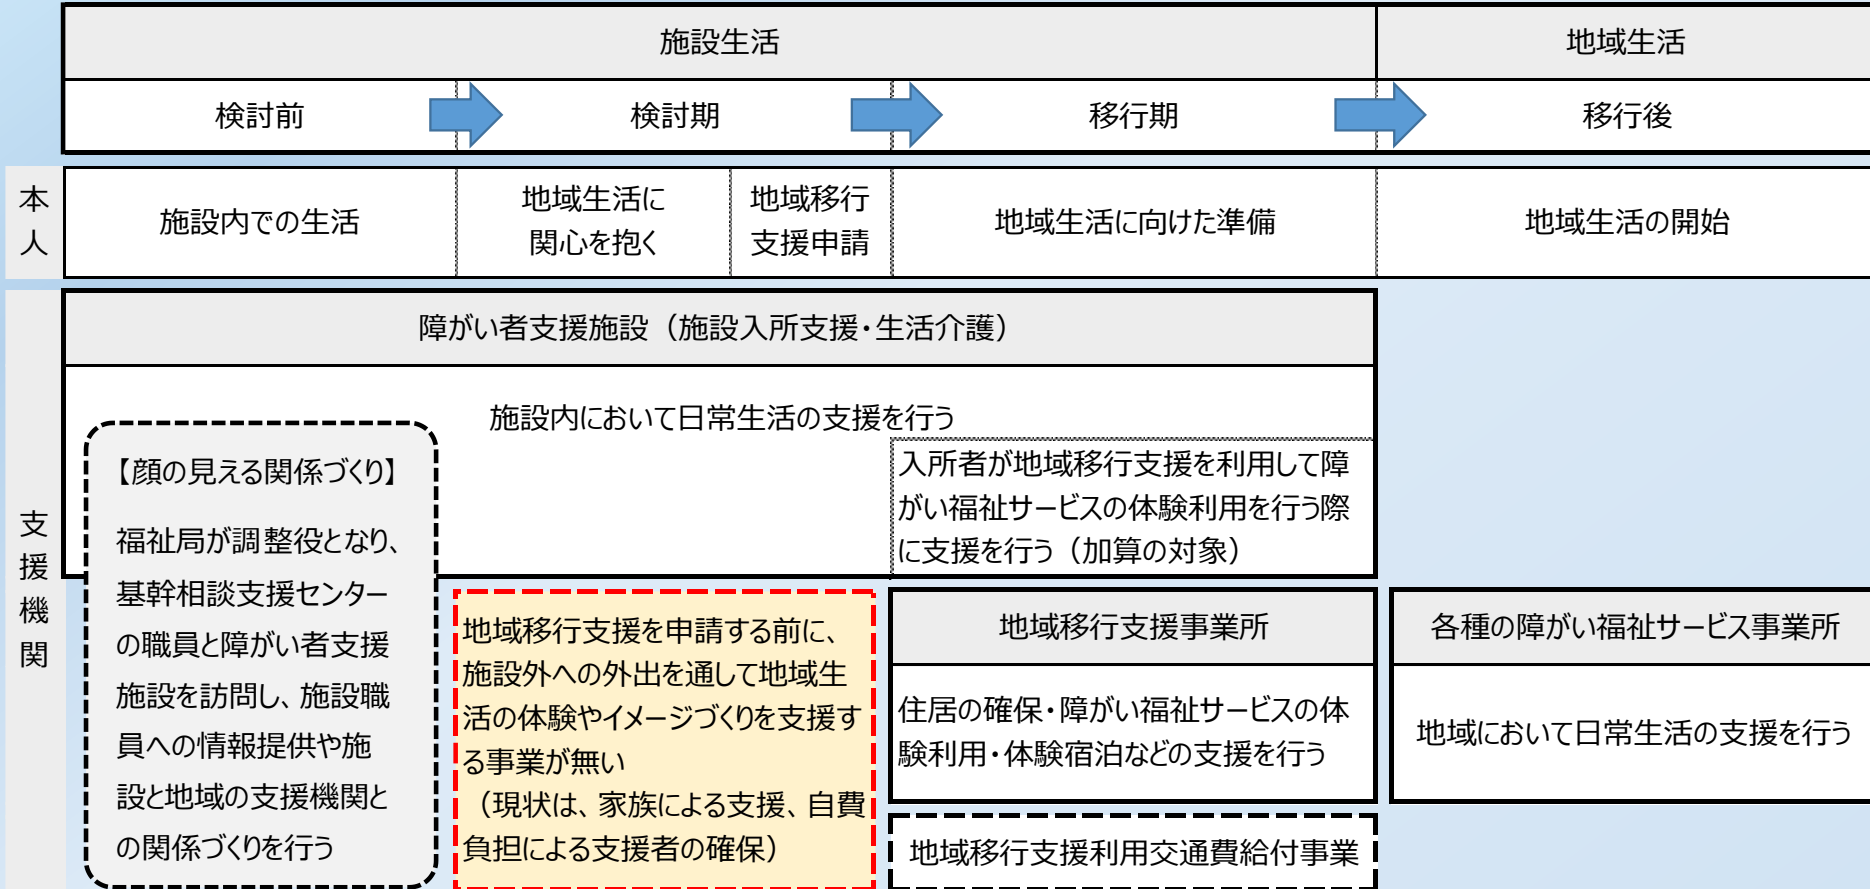 施設生活
地域生活
検討前
検討期
移行期
移行後
本人
施設内での生活
地域生活に
関心を抱く
地域移行
支援申請
地域生活に向けた準備
地域生活の開始
支援機関
障がい者支援施設（施設入所支援・生活介護）
施設内において日常生活の支援を行う
【顔の見える関係づくり】
福祉局が調整役となり、
基幹相談支援センター
の職員と障がい者支援
施設を訪問し、施設職
員への情報提供や施
設と地域の支援機関と
の関係づくりを行う
入所者が地域移行支援を利用して障
がい福祉サービスの体験利用を行う際
に支援を行う（加算の対象）
地域移行支援を申請する前に、
施設外への外出を通して地域生
活の体験やイメージづくりを支援す
る事業が無い
（現状は、家族による支援、自費
負担による支援者の確保）
地域移行支援事業所
住居の確保・障がい福祉サービスの体
験利用・体験宿泊などの支援を行う
地域移行支援利用交通費給付事業
各種の障がい福祉サービス事業所
地域において日常生活の支援を行う